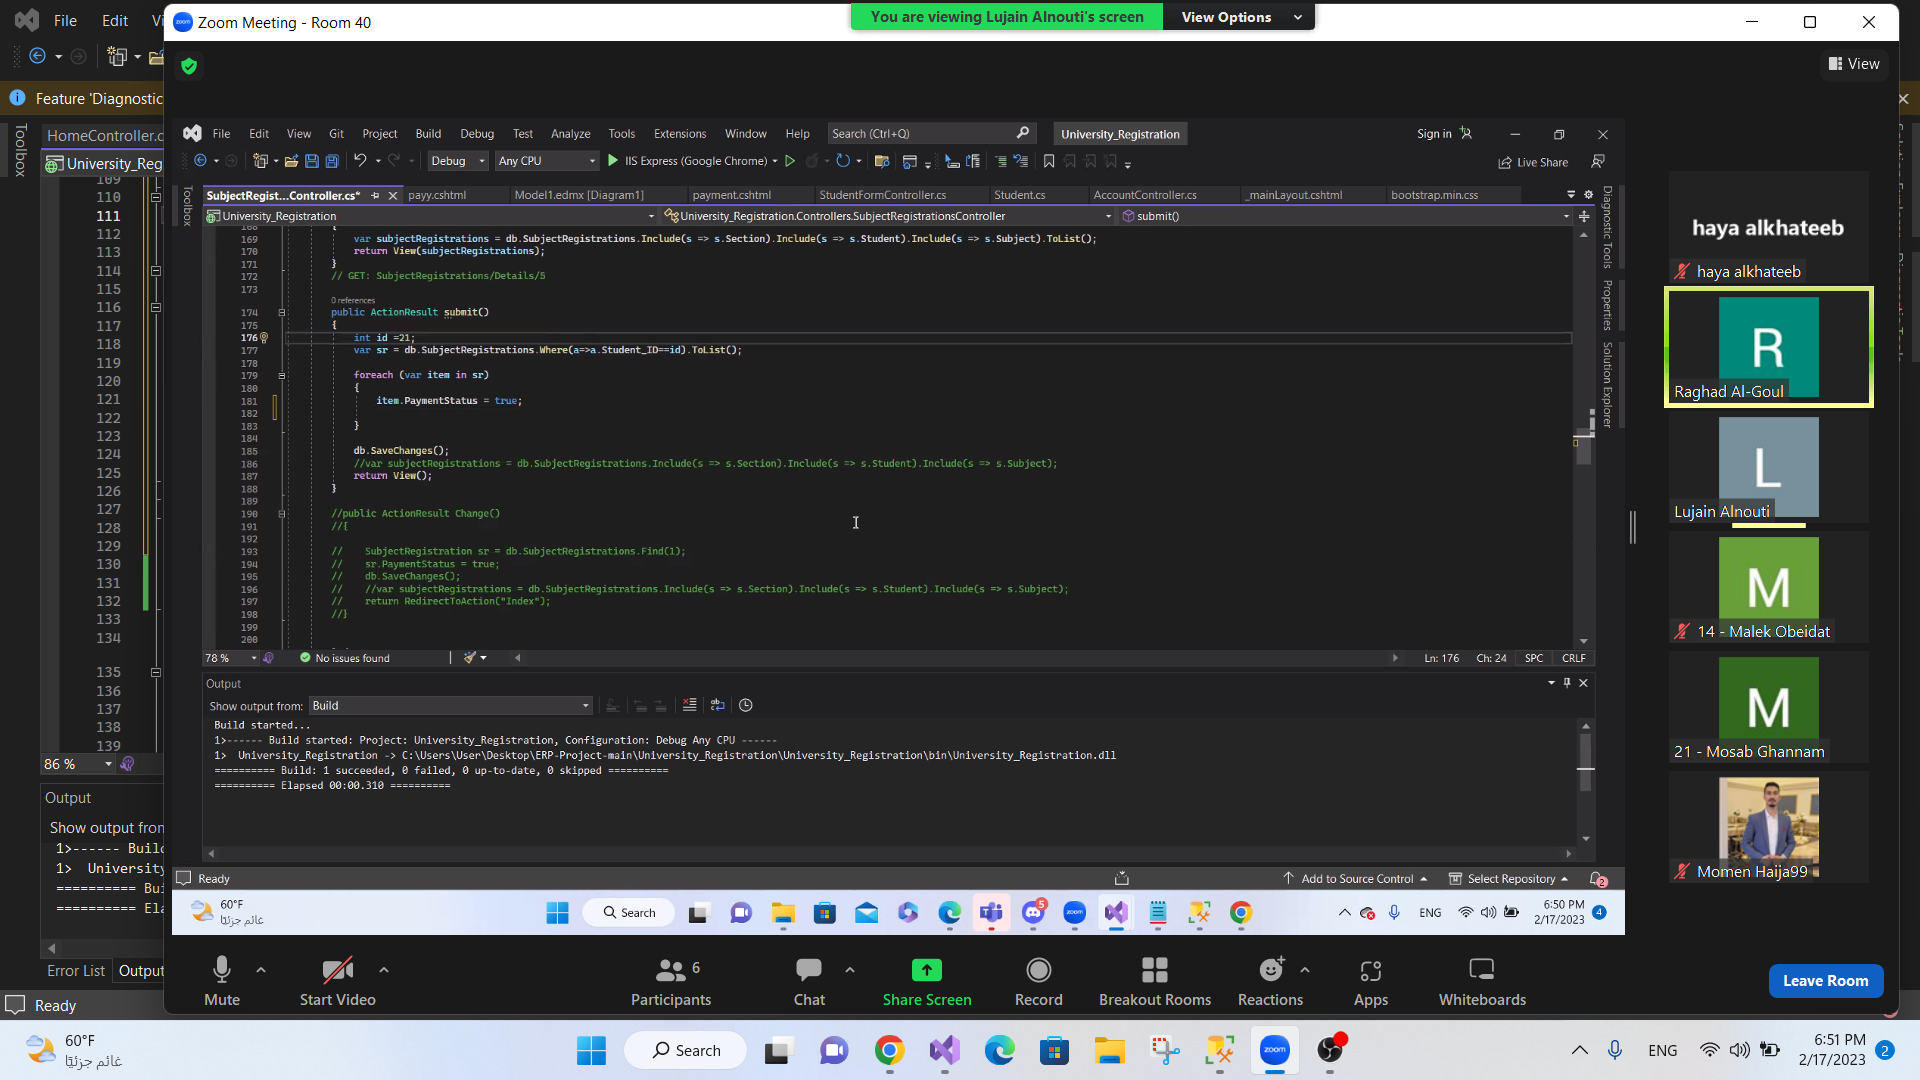 File
Edit
Feature 'Diagnostic
Toolbox
HomeController.c
University_Reg
109
110
111
112
113
114
115
116
117
118
119
120
121
122
123
124
125
126
127
128
129
130
131
132
133
134
135
136
137
138
139
86 %
Output
Show output from
1>------ Build
1> University
========== Bui
========== Ela
Error List
Output
Ready
zoom
Zoom Meeting - Room 40
You are viewing Lujain Alnouti's screen
View Options
View
File Edit View Git Project Build Debug Test Analyze Tools Extensions Window Help
Search (Ctrl+Q)
University_Registration
Sign in
Debug
Any CPU
IIS Express (Google Chrome)
Live Share
Toolbox
SubjectRegist...Controller.cs*
payy.cshtml
Model1.edmx [Diagram1]
payment.cshtml
StudentFormController.cs
Student.cs
AccountController.cs
_mainLayout.cshtml
bootstrap.min.css
University_Registration
University_Registration.Controllers.SubjectRegistrationsController
submit()
Diagnostic Tools
Properties
Solution Explorer
168 {
169 var subjectRegistrations = db.SubjectRegistrations.Include(s => s.Section).Include(s => s.Student).Include(s => s.Subject).ToList();
170 return View(subjectRegistrations);
171 }
172 // GET: SubjectRegistrations/Details/5
173
0 references
174 public ActionResult submit()
175 {
176 int id =21;
177 var sr = db.SubjectRegistrations.Where(a=>a.Student_ID==id).ToList();
178
179 foreach (var item in sr)
180 {
181 item.PaymentStatus = true;
182
183 }
184
185 db.SaveChanges();
186 //var subjectRegistrations = db.SubjectRegistrations.Include(s => s.Section).Include(s => s.Student).Include(s => s.Subject);
187 return View();
188 }
189
190 //public ActionResult Change()
191 //{
192
193 // SubjectRegistration sr = db.SubjectRegistrations.Find(1);
194 // sr.PaymentStatus = true;
195 // db.SaveChanges();
196 // //var subjectRegistrations = db.SubjectRegistrations.Include(s => s.Section).Include(s => s.Student).Include(s => s.Subject);
197 // return RedirectToAction("Index");
198 //}
199
200
78 %
No issues found
Ln: 176 Ch: 24 SPC CRLF
Output
Show output from: Build
Build started...
1>------ Build started: Project: University_Registration, Configuration: Debug Any CPU ------
1> University_Registration -> C:\Users\User\Desktop\ERP-Project-main\University_Registration\University_Registration\bin\University_Registration.dll
========== Build: 1 succeeded, 0 failed, 0 up-to-date, 0 skipped ==========
========== Elapsed 00:00.310 ==========
Ready
Add to Source Control
Select Repository
2
60°F
غائم جزئيًا
Search
5
zoom
ENG
6:50 PM
2/17/2023
4
haya alkhateeb
haya alkhateeb
R
Raghad Al-Goul
L
Lujain Alnouti
M
14 - Malek Obeidat
M
21 - Mosab Ghannam
Momen Haija99
Mute
Start Video
6
Participants
Chat
Share Screen
Record
Breakout Rooms
Reactions
Apps
Whiteboards
Leave Room
60°F
غائم جزئيًا
Search
zoom
ENG
6:51 PM
2/17/2023
2